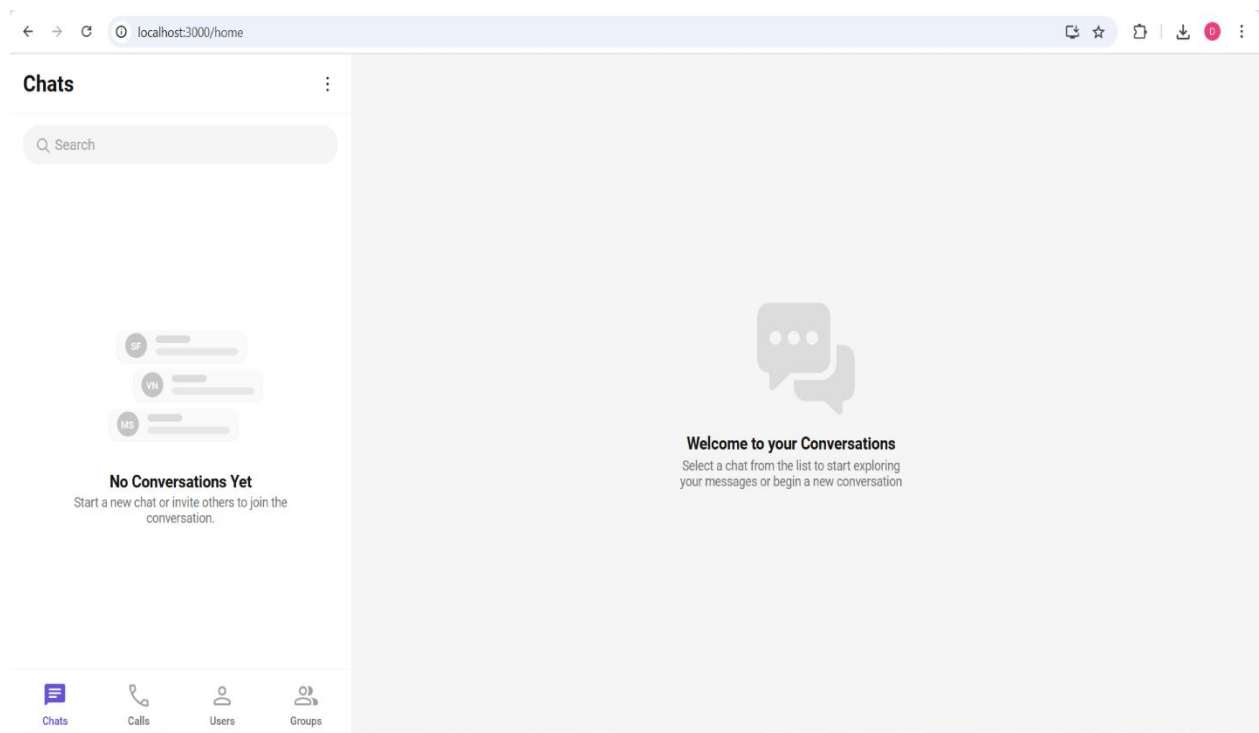 localhost:3000/home
D
Chats
Search
SF
VN
MS
No Conversations Yet
Start a new chat or invite others to join the
conversation.
Welcome to your Conversations
Select a chat from the list to start exploring
your messages or begin a new conversation
Chats
Calls
Users
Groups